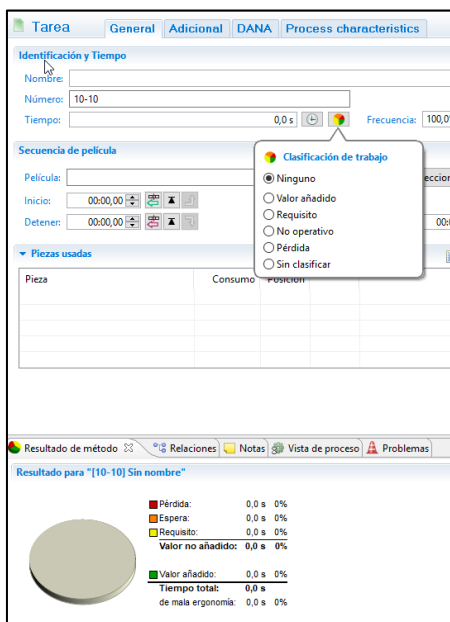 Tarea General Adicional DANA Process characteristics
Identificación y Tiempo
Nombre:
Número: 10-10
Tiempo: 0,0 s Frecuencia: 100,0
Secuencia de película
Clasificación de trabajo
Película:
Ninguno
Valor añadido
Requisito
No operativo
Pérdida
Sin clasificar
eccion
Inicio: 00:00,00
Detener: 00:00,00 00:
Piezas usadas
Pieza Consumo Posición
Resultado de método Relaciones Notas Vista de proceso Problemas
Resultado para "[10-10] Sin nombre"
Pérdida: 0,0 s 0%
Espera: 0,0 s 0%
Requisito: 0,0 s 0%
Valor no añadido: 0,0 s 0%
Valor añadido: 0,0 s 0%
Tiempo total: 0,0 s
de mala ergonomía: 0,0 s 0%